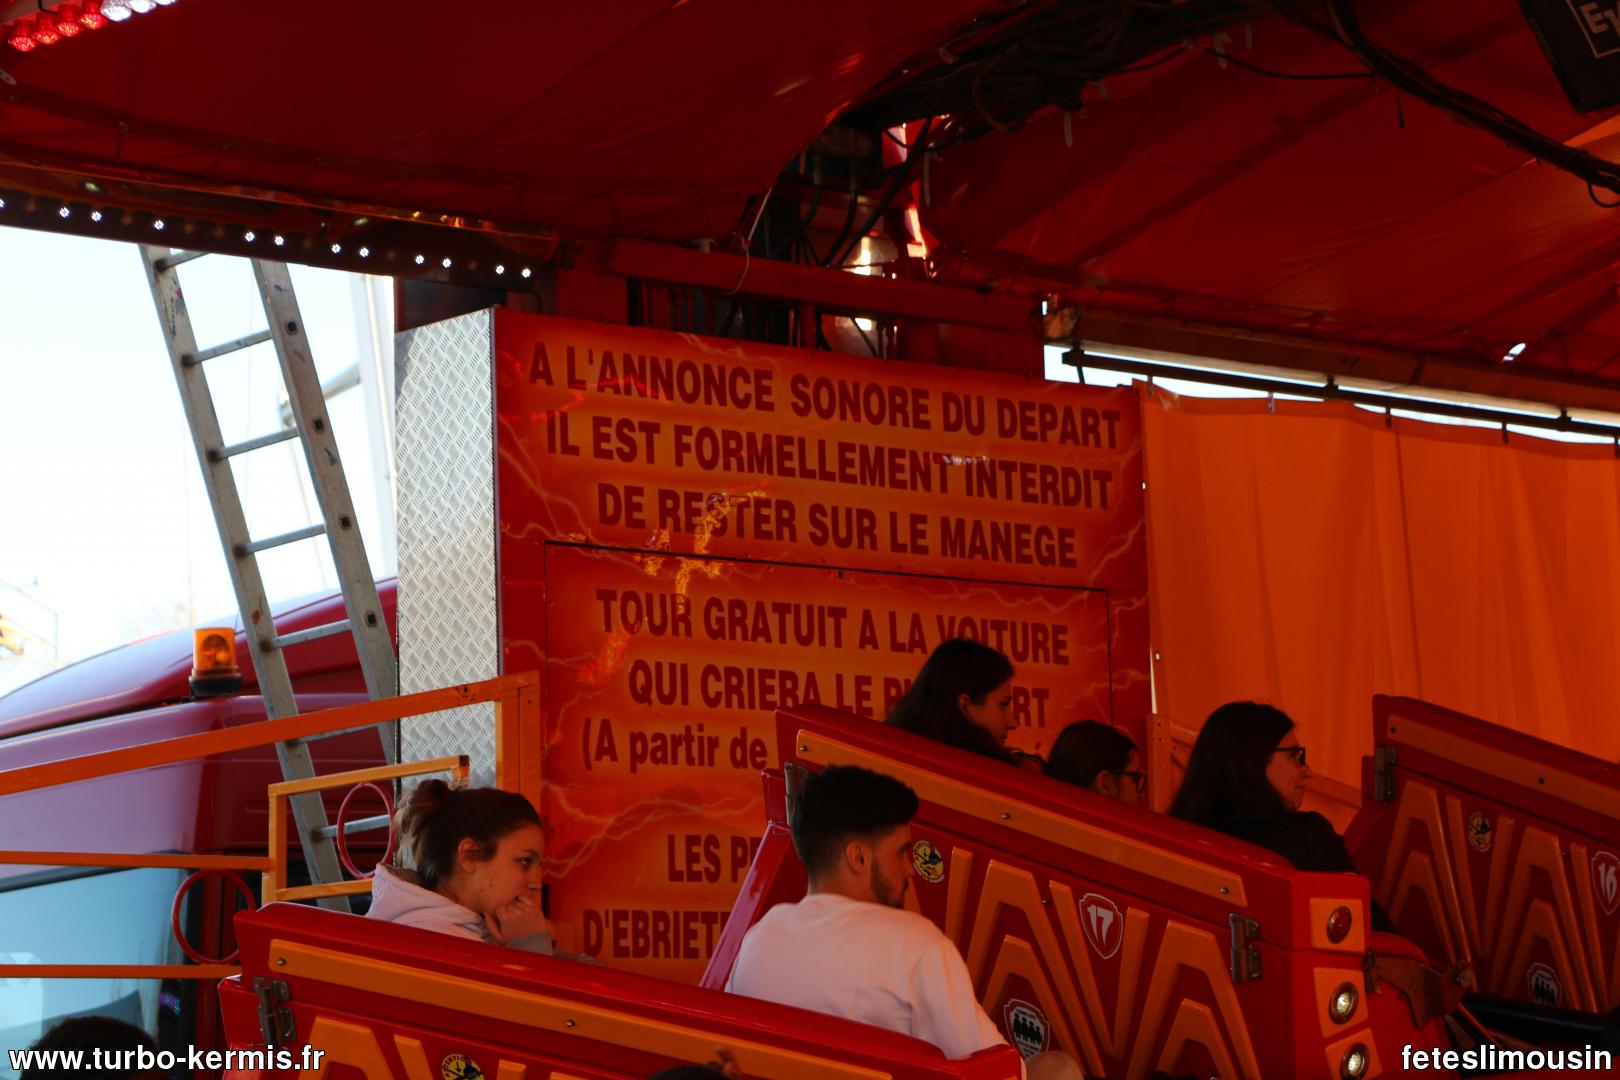 A L'ANNONCE SONORE DU DEPART
IL EST FORMELLEMENT INTERDIT
DE RESTER SUR LE MANEGE
TOUR GRATUIT A LA VOITURE
QUI CRIERA LE
(A partir de
LES
D'EBRIETE
17
16
www.turbo-kermis.fr
feteslimousin